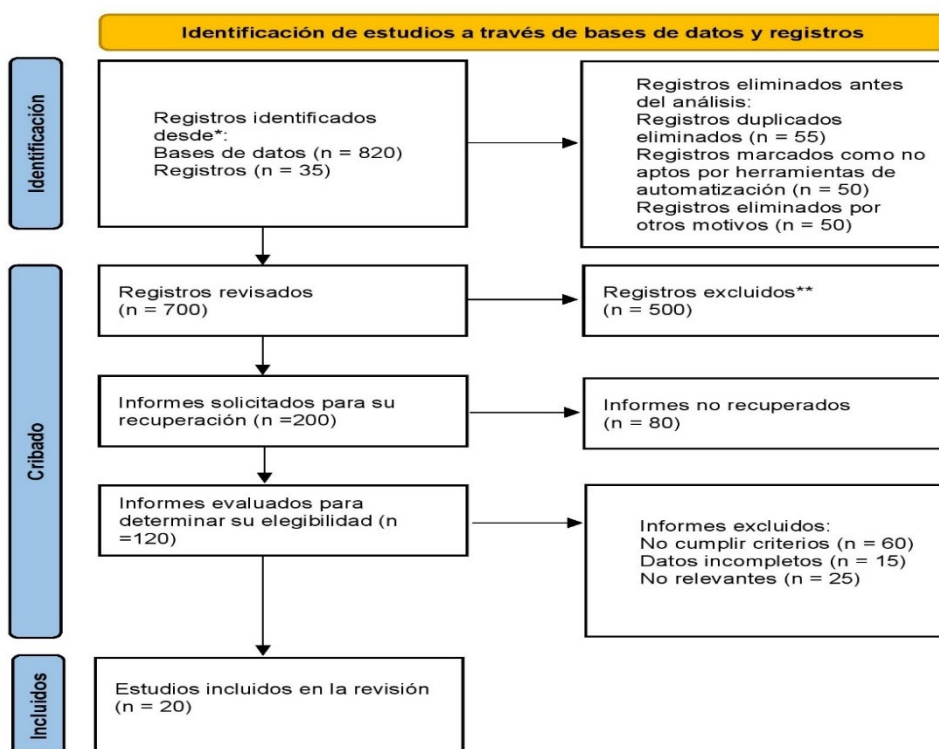 Identificación de estudios a través de bases de datos y registros
Identificación
Registros identificados
desde*:
Bases de datos (n = 820)
Registros (n = 35)
Registros eliminados antes
del análisis:
Registros duplicados
eliminados (n = 55)
Registros marcados como no
aptos por herramientas de
automatización (n = 50)
Registros eliminados por
otros motivos (n = 50)
Cribado
Registros revisados
(n = 700)
Registros excluidos**
(n = 500)
Informes solicitados para su
recuperación (n =200)
Informes no recuperados
(n = 80)
Informes evaluados para
determinar su elegibilidad (n
=120)
Informes excluidos:
No cumplir criterios (n = 60)
Datos incompletos (n = 15)
No relevantes (n = 25)
Incluidos
Estudios incluidos en la revisión
(n = 20)